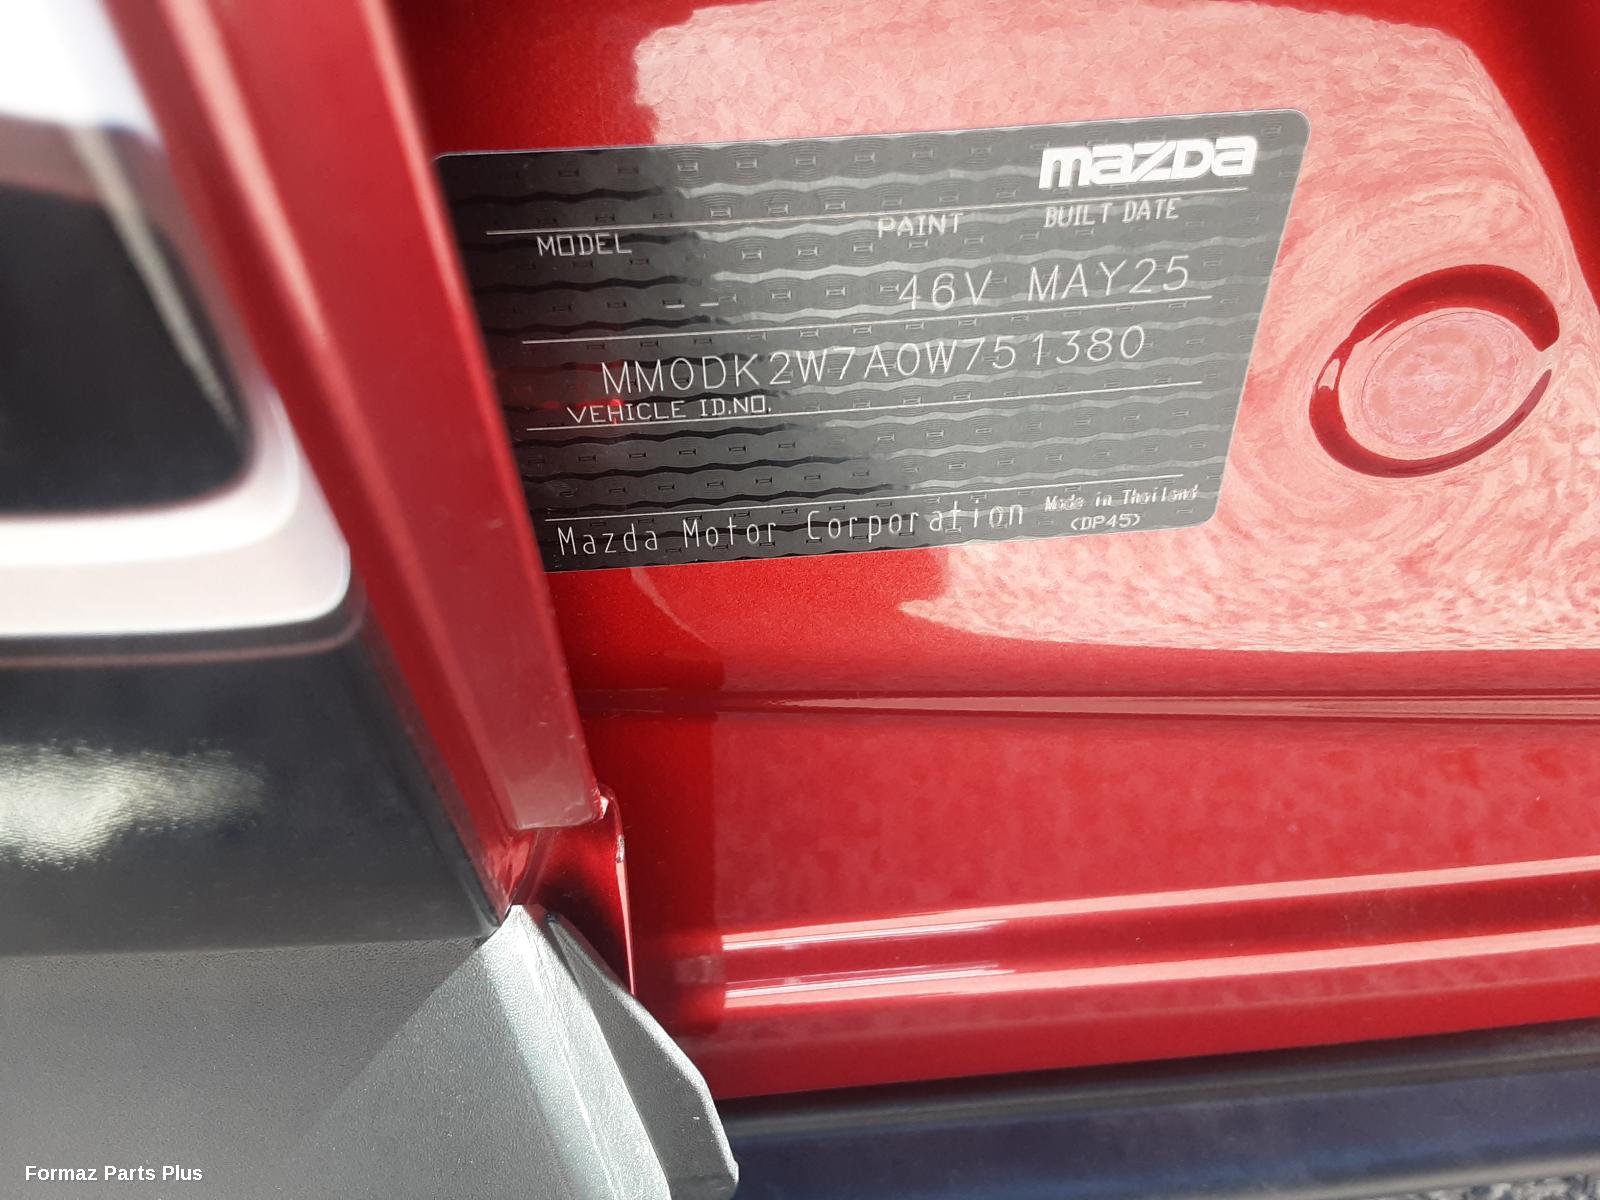 mazda
MODEL PAINT BUILT DATE
-- 46V MAY25
MM0DK2W7A0W751380
VEHICLE ID.NO.
Mazda Motor Corporation Made in Thailand
(DP45)
Formaz Parts Plus